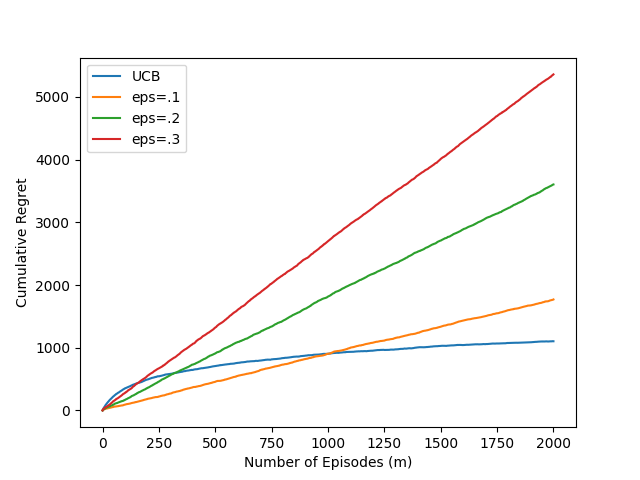 UCB
eps=.1
eps=.2
eps=.3
5000
4000
3000
2000
1000
0
Cumulative Regret
0 250 500 750 1000 1250 1500 1750 2000
Number of Episodes (m)